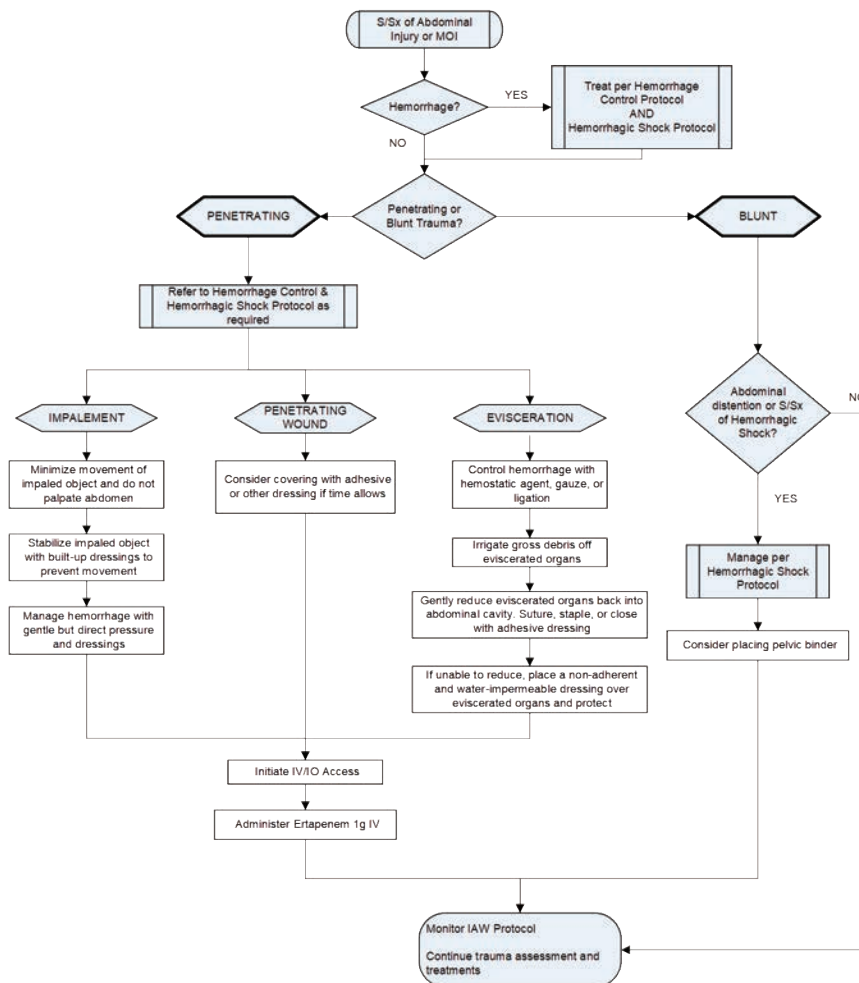 S/Sx of Abdominal
Injury or MOI
Hemorrhage?
YES
Treat per Hemorrhage
Control Protocol
AND
Hemorrhagic Shock Protocol
NO
PENETRATING
Penetrating or
Blunt Trauma?
BLUNT
Refer to Hemorrhage Control &
Hemorrhagic Shock Protocol as
required
IMPALEMENT
Minimize movement of
impaled object and do not
palpate abdomen
Stabilize impaled object
with built-up dressings to
prevent movement
Manage hemorrhage with
gentle but direct pressure
and dressings
PENETRATING
WOUND
Consider covering with adhesive
or other dressing if time allows
EVISCERATION
Control hemorrhage with
hemostatic agent, gauze, or
ligation
Irrigate gross debris off
eviscerated organs
Gently reduce eviscerated organs back into
abdominal cavity. Suture, staple, or close
with adhesive dressing
If unable to reduce, place a non-adherent
and water-impermeable dressing over
eviscerated organs and protect
Abdominal
distention or S/Sx
of Hemorrhagic
Shock?
NO
YES
Manage per
Hemorrhagic Shock
Protocol
Consider placing pelvic binder
Initiate IV/IO Access
Administer Ertapenem 1g IV
Monitor IAW Protocol
Continue trauma assessment and
treatments